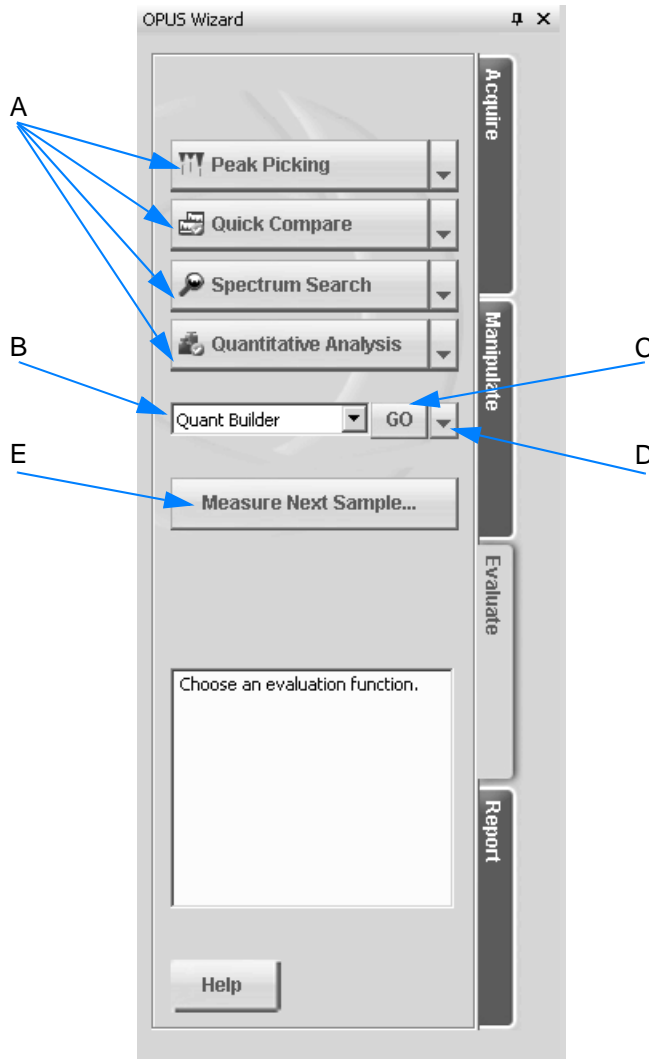 OPUS Wizard
A
Acquire
Peak Picking
Quick Compare
Spectrum Search
Manipulate
Quantitative Analysis
B
C
Quant Builder
GO
E
D
Measure Next Sample...
Evaluate
Choose an evaluation function.
Report
Help